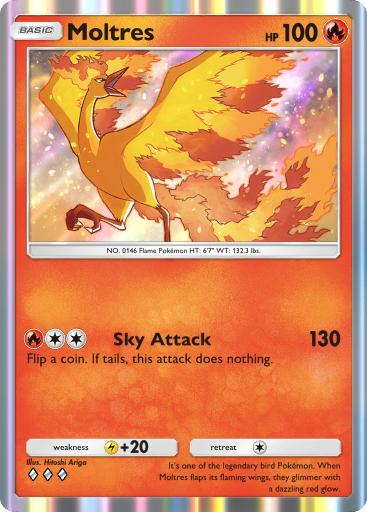 BASIC Moltres HP 100
NO. 0146 Flame Pokémon HT: 6'7" WT: 132.3 lbs.
Sky Attack 130
Flip a coin. If tails, this attack does nothing.
weakness +20 retreat
Illus. Hitoshi Ariga
It's one of the legendary bird Pokémon. When
Moltres flaps its flaming wings, they glimmer with
a dazzling red glow.